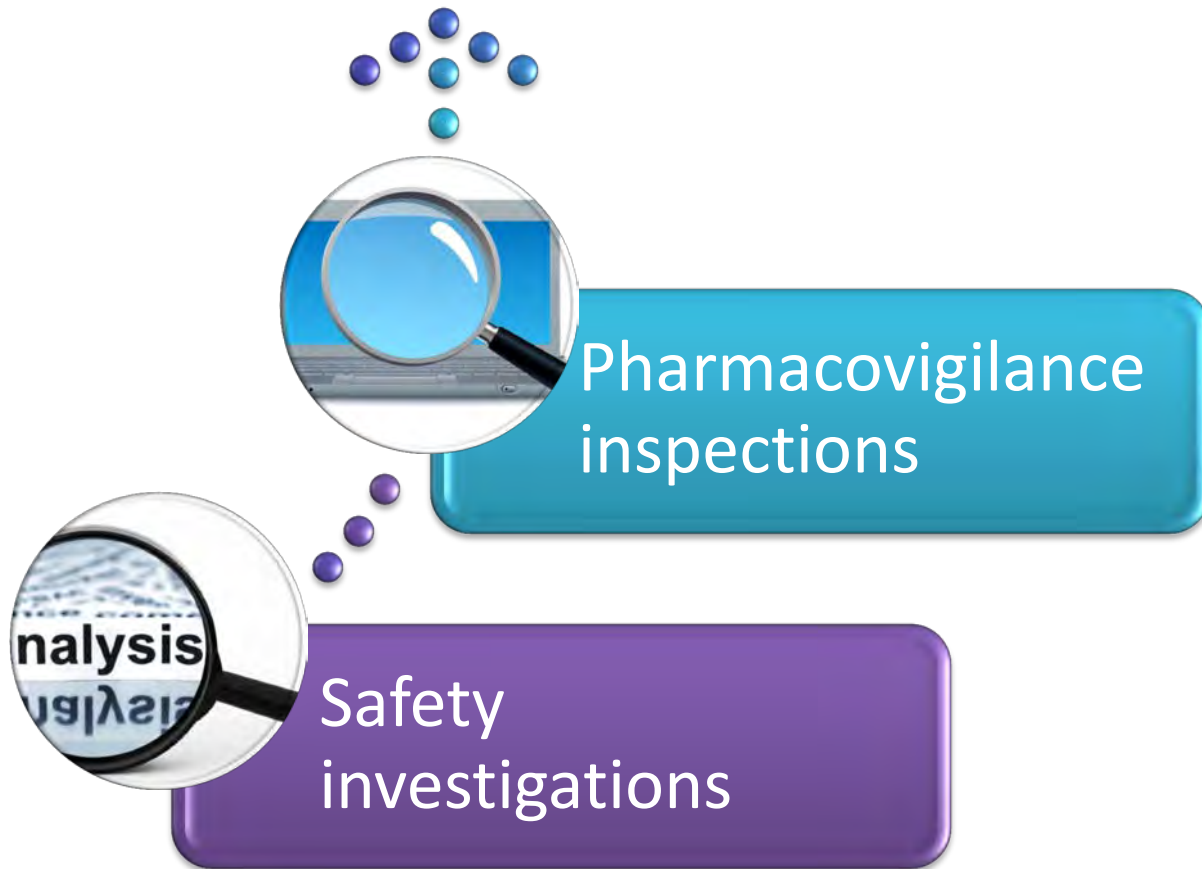 Pharmacovigilance
inspections
nalysis
Safety
investigations